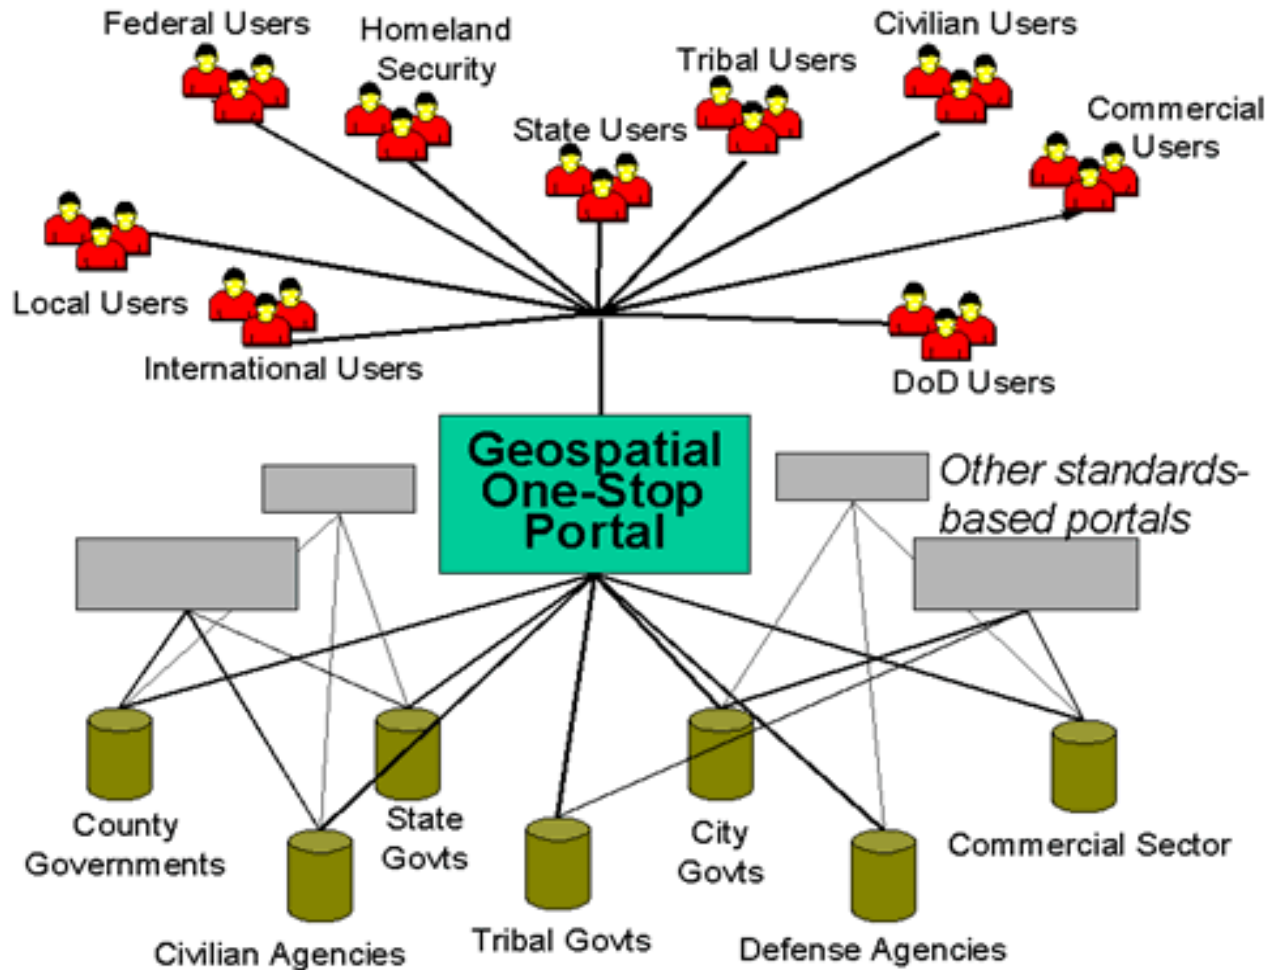 Federal Users
Homeland
Security
State Users
Tribal Users
Civilian Users
Commercial
Users
Local Users
International Users
DoD Users
Geospatial
One-Stop
Portal
Other standards-
based portals
County
Governments
State
Govts
City
Govts
Commercial Sector
Civilian Agencies
Tribal Govts
Defense Agencies